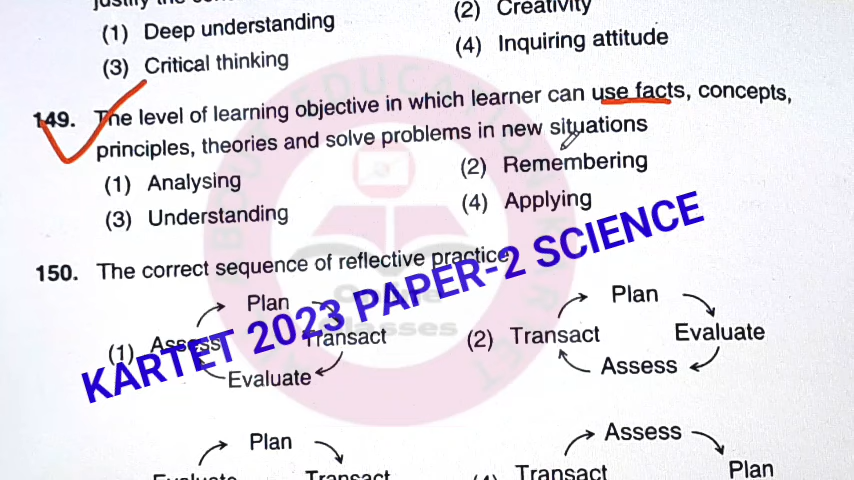 (1) Deep understanding
(2) Creativity
(3) Critical thinking
(4) Inquiring attitude
149. The level of learning objective in which learner can use facts, concepts,
principles, theories and solve problems in new situations
(1) Analysing
(2) Remembering
(3) Understanding
(4) Applying
150. The correct sequence of reflective practice
KARTET 2023 PAPER-2 SCIENCE
(1) Assess
Plan
Transact
Evaluate
(2) Transact
Plan
Evaluate
Assess
Plan
Evaluate
Transact
Assess
Transact
Plan